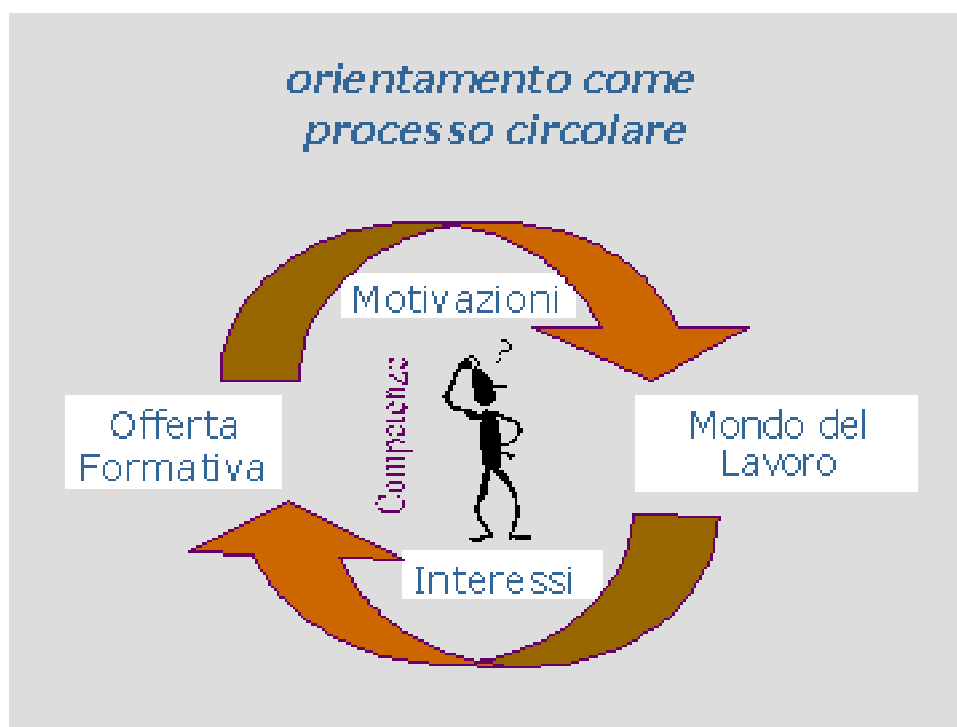 orientamento come
processo circolare
Motivazioni
?
Competenze
Offerta
Formativa
Mondo del
Lavoro
Interessi